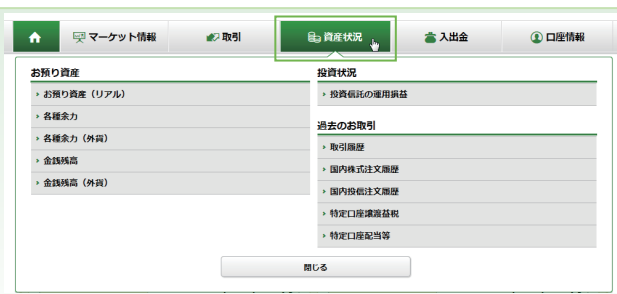 マーケット情報 取引 資産状況 入出金 口座情報
お預り資産
お預り資産（リアル）
各種余力
各種余力（外貨）
金銭残高
金銭残高（外貨）
投資状況
投資信託の運用損益
過去のお取引
取引履歴
国内株式注文履歴
国内投信注文履歴
特定口座譲渡益税
特定口座配当等
閉じる